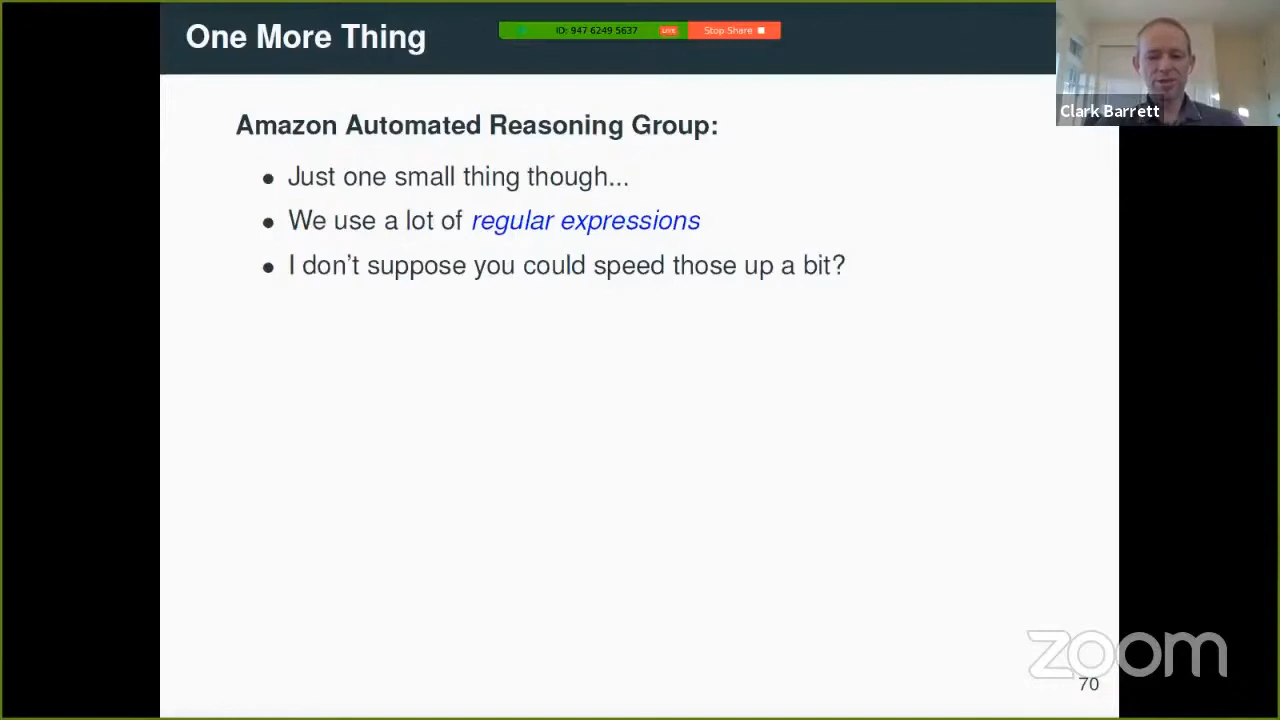 One More Thing
ID: 947 6249 5637
LIVE
Stop Share
Clark Barrett
Amazon Automated Reasoning Group:
• Just one small thing though...
• We use a lot of regular expressions
• I don't suppose you could speed those up a bit?
zoom
70